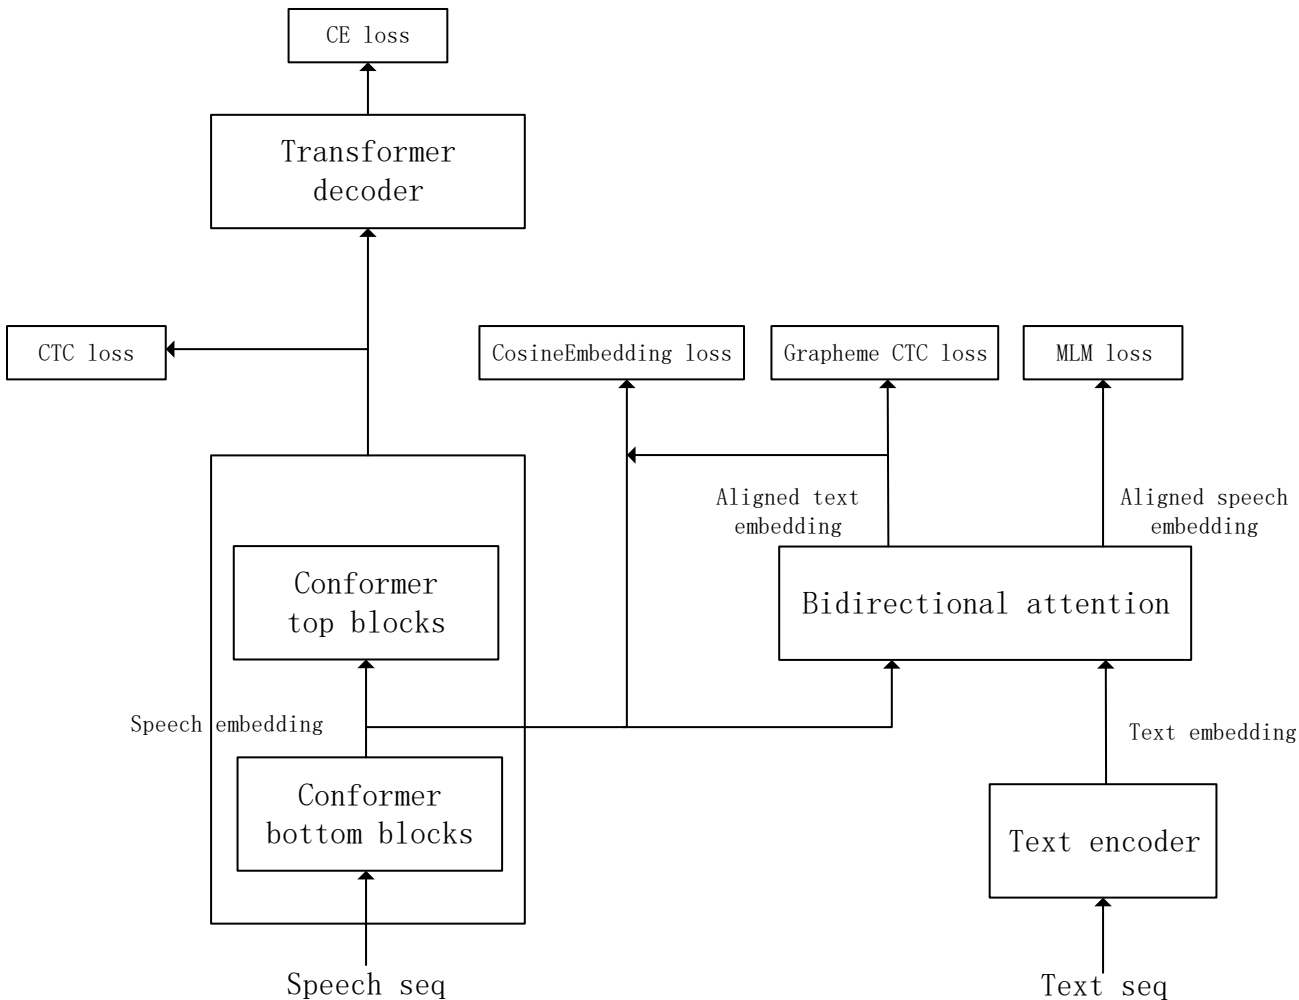 CE loss
Transformer
decoder
CTC loss
CosineEmbedding loss
Grapheme CTC loss
MLM loss
Aligned text
embedding
Aligned speech
embedding
Conformer
top blocks
Bidirectional attention
Speech embedding
Text embedding
Conformer
bottom blocks
Text encoder
Speech seq
Text seq